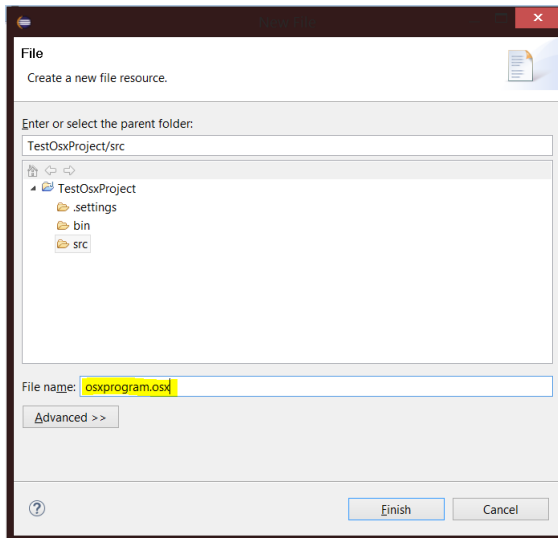 New File
File
Create a new file resource.
Enter or select the parent folder:
TestOsxProject/src
TestOsxProject
.settings
bin
src
File name: osxprogram.osx
Advanced >>
Finish
Cancel